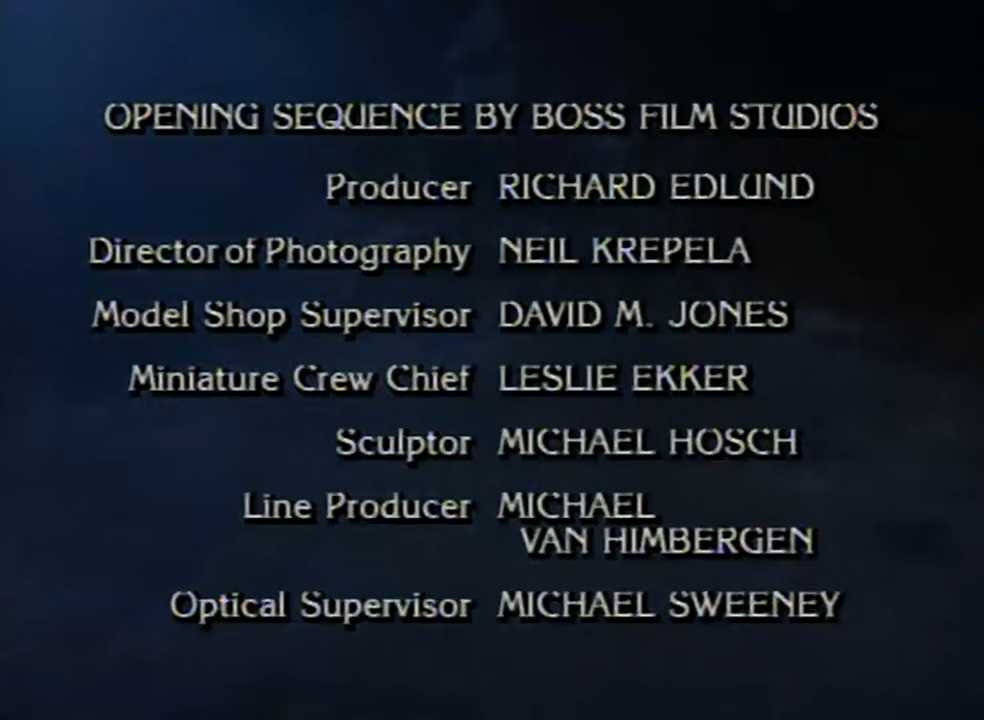 OPENING SEQUENCE BY BOSS FILM STUDIOS
Producer RICHARD EDLUND
Director of Photography NEIL KREPELA
Model Shop Supervisor DAVID M. JONES
Miniature Crew Chief LESLIE EKKER
Sculptor MICHAEL HOSCH
Line Producer MICHAEL
VAN HIMBERGEN
Optical Supervisor MICHAEL SWEENEY